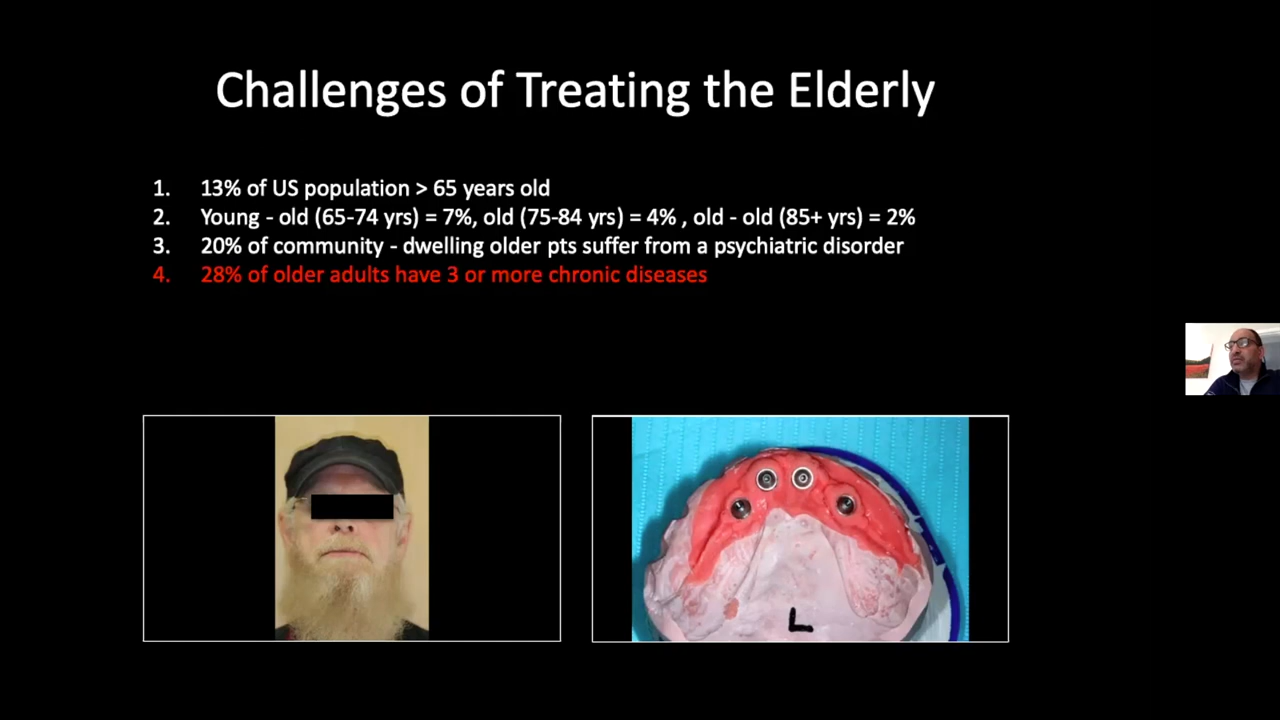 Challenges of Treating the Elderly
1. 13% of US population > 65 years old
2. Young - old (65-74 yrs) = 7%, old (75-84 yrs) = 4% , old - old (85+ yrs) = 2%
3. 20% of community - dwelling older pts suffer from a psychiatric disorder
4. 28% of older adults have 3 or more chronic diseases
L